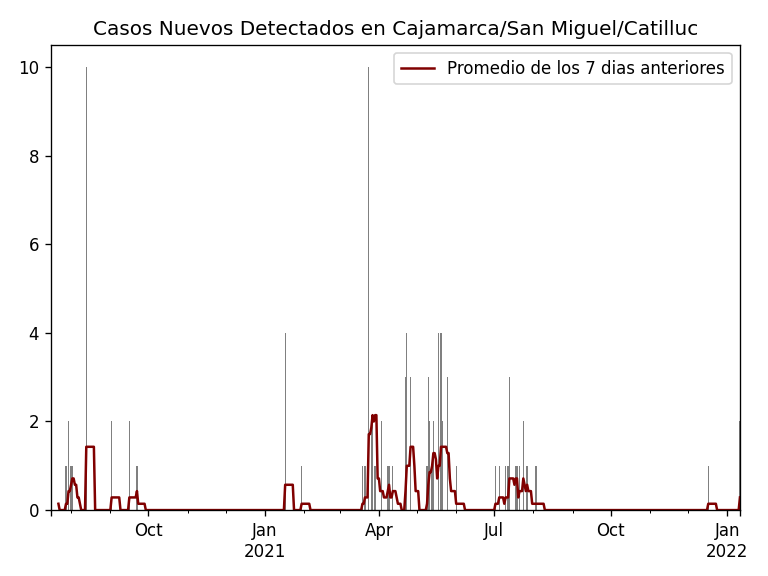 Casos Nuevos Detectados en Cajamarca/San Miguel/Catilluc
Promedio de los 7 dias anteriores
10
8
6
4
2
0
Oct Jan Apr Jul Oct Jan
2021 2022